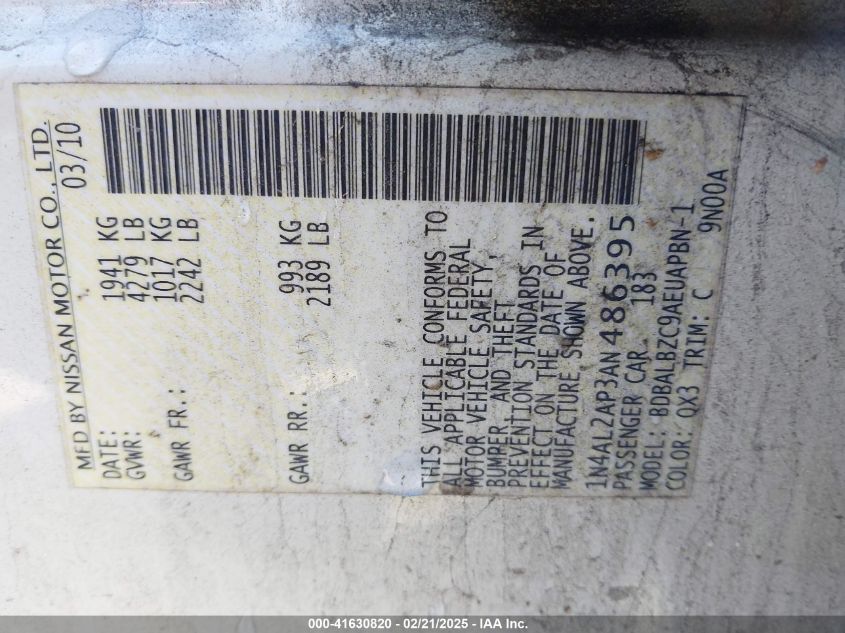 MFD BY NISSAN MOTOR CO., LTD.
DATE: 03/10
GVWR: 1941 KG
4279 LB
GAWR FR.: 1017 KG
2242 LB
GAWR RR.: 993 KG
2189 LB
THIS VEHICLE CONFORMS TO
ALL APPLICABLE FEDERAL
MOTOR VEHICLE SAFETY,
BUMPER, AND THEFT
PREVENTION STANDARDS IN
EFFECT ON THE DATE OF
MANUFACTURE SHOWN ABOVE.
1N4AL2AP3AN486395
PASSENGER CAR 183
MODEL: BDBALBZC9AEUAPBN-1
COLOR: QX3 TRIM: C 9N00A
000-41630820 - 02/21/2025 - IAA Inc.